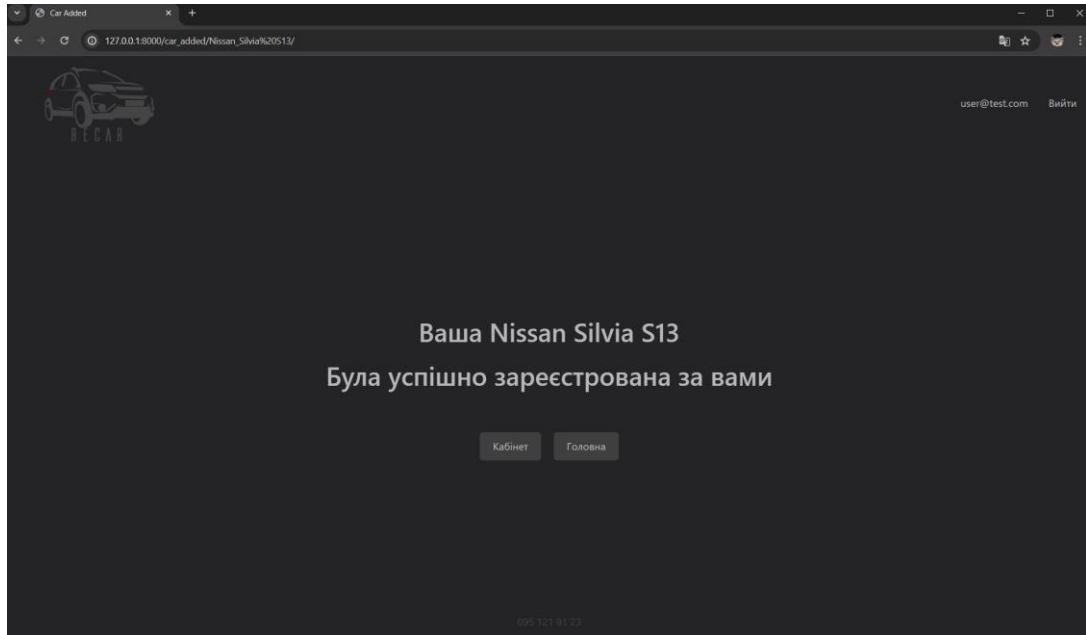 Car Added
127.0.0.1:8000/car_added/Nissan_Silvia%20S13/
BECAR
user@test.com Вийти
Ваша Nissan Silvia S13
Була успішно зареєстрована за вами
Кабінет Головна
095 121 91 23